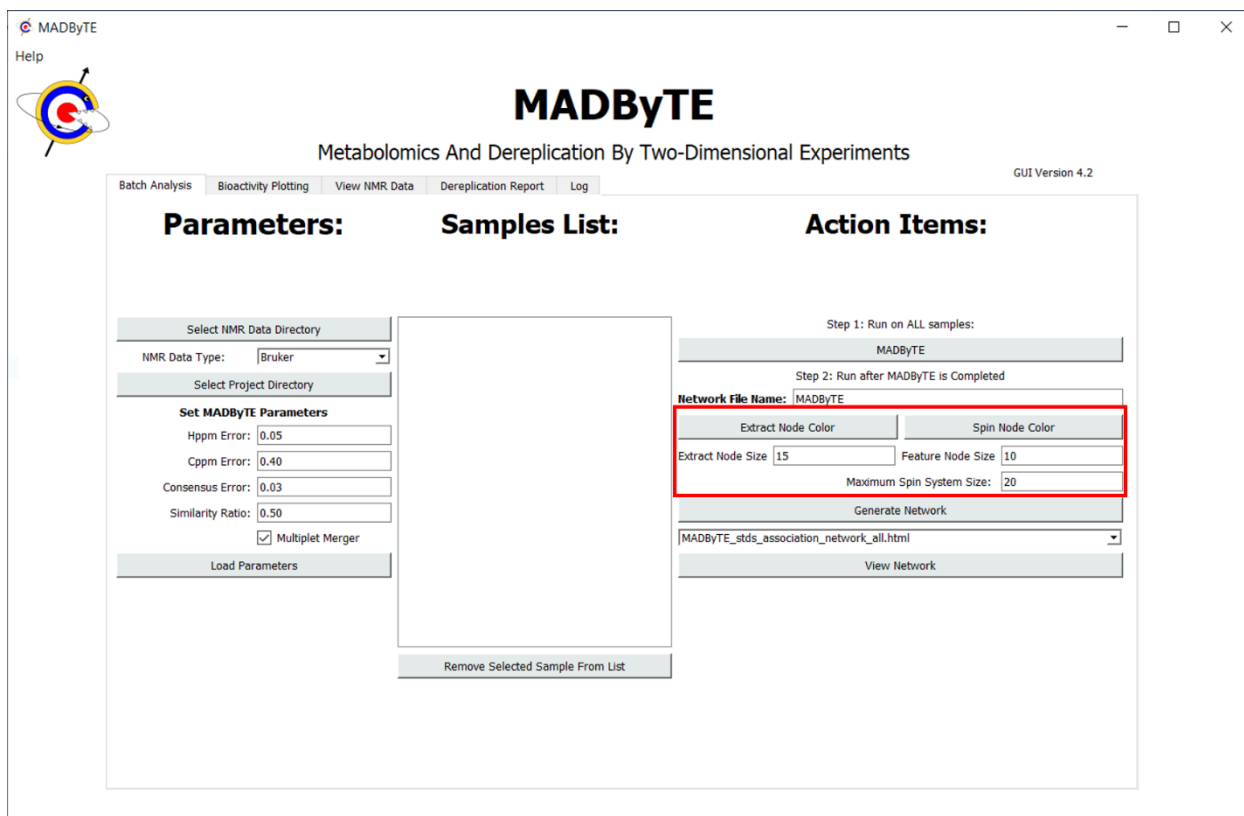 MADByTE
Help
MADByTE
Metabolomics And Dereplication By Two-Dimensional Experiments
GUI Version 4.2
Batch Analysis Bioactivity Plotting View NMR Data Dereplication Report Log
Parameters: Samples List: Action Items:
Step 1: Run on ALL samples:
Select NMR Data Directory
MADByTE
NMR Data Type: Bruker
Step 2: Run after MADByTE is Completed
Select Project Directory
Network File Name: MADByTE
Set MADByTE Parameters
Extract Node Color Spin Node Color
Hppm Error: 0.05
Extract Node Size 15 Feature Node Size 10
Cppm Error: 0.40
Maximum Spin System Size: 20
Consensus Error: 0.03
Generate Network
Similarity Ratio: 0.50
Multiplet Merger
MADByTE_stds_association_network_all.html
Load Parameters
View Network
Remove Selected Sample From List